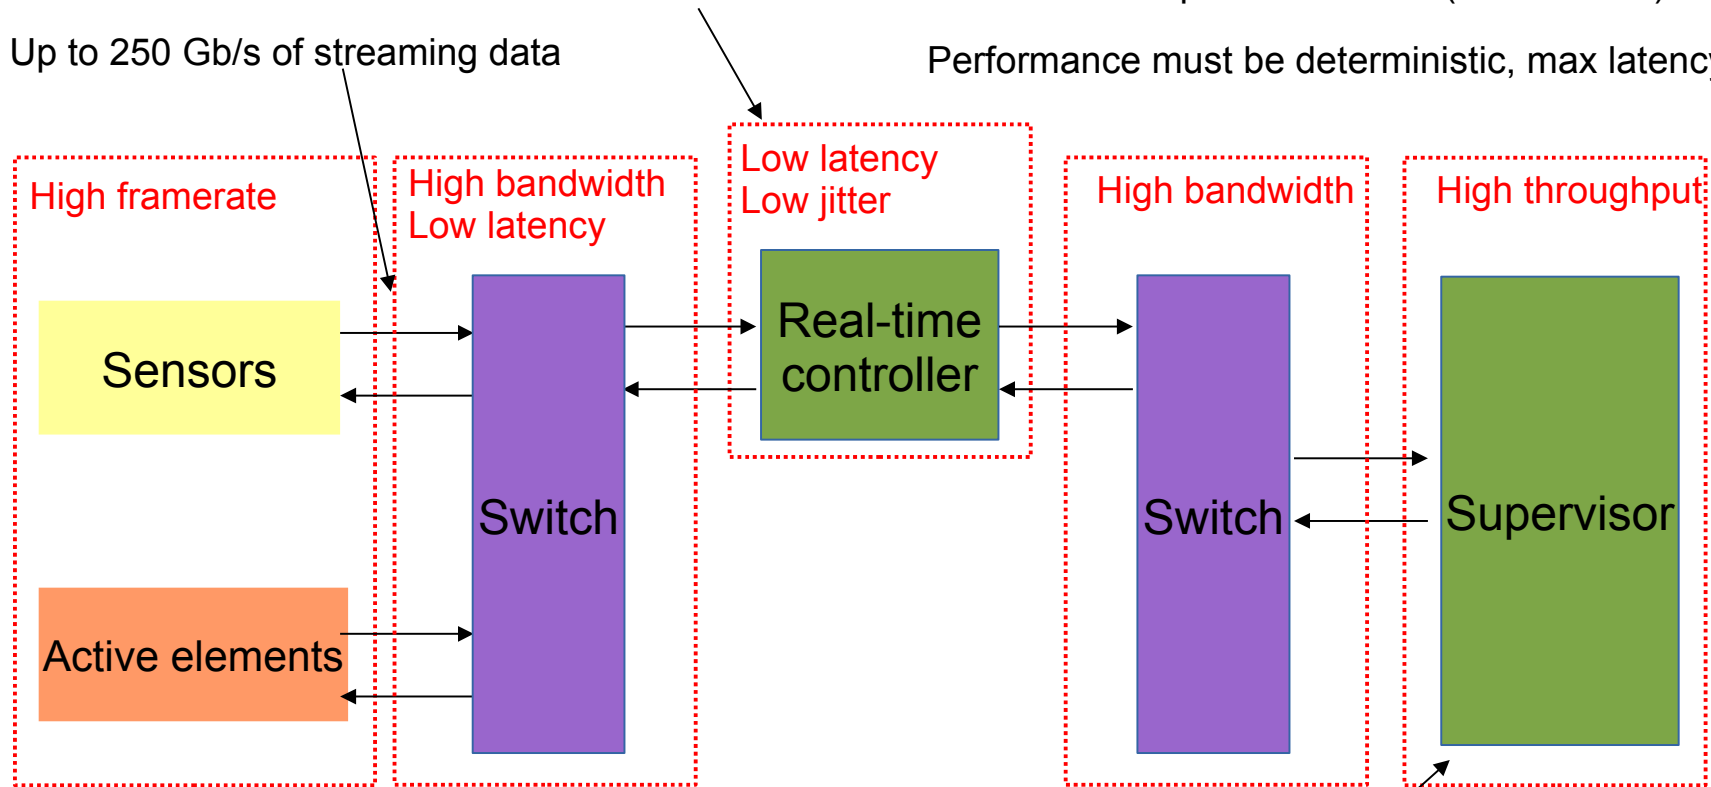 Up to 250 Gb/s of streaming data
Performance must be deterministic, max latency
High framerate
High bandwidth
Low latency
Low latency
Low jitter
High bandwidth
High throughput
Sensors
Real-time
controller
Switch
Switch
Supervisor
Active elements